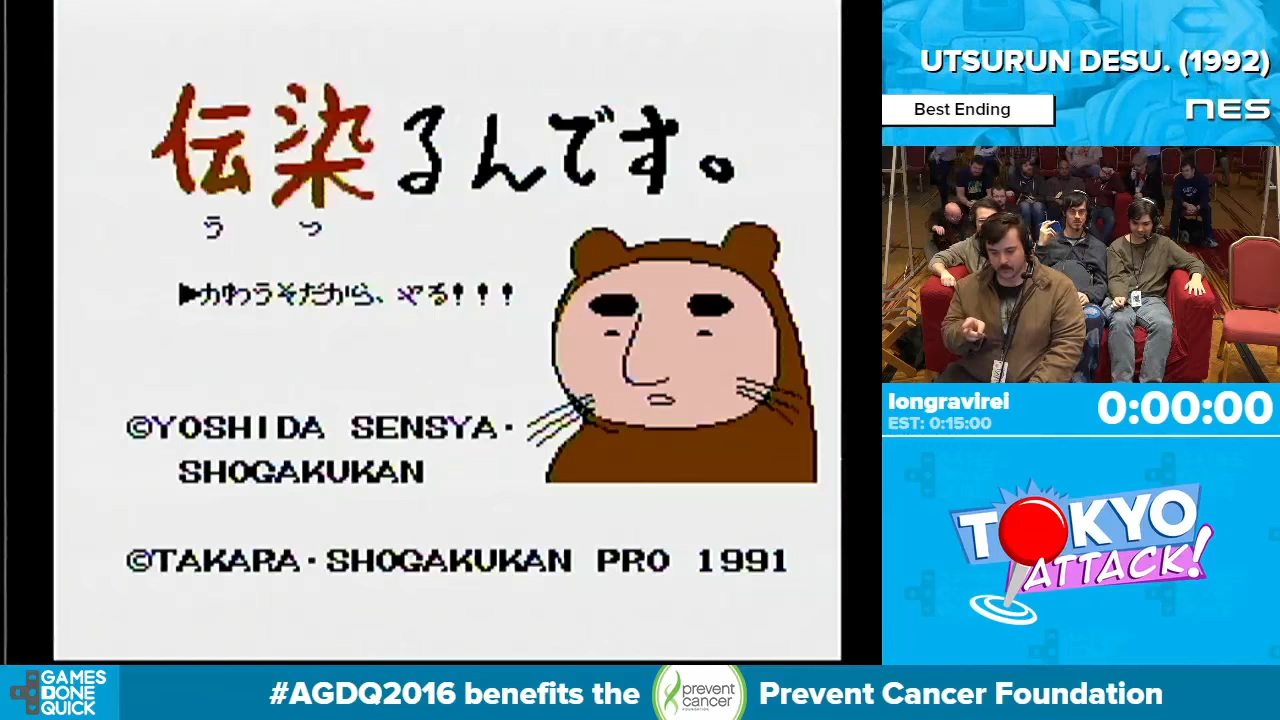 伝染るんです。
うつ
▶かわうそだから、やる!!!
©YOSHIDA SENSYA・
SHOGAKUKAN
©TAKARA・SHOGAKUKAN PRO 1991
UTSURUN DESU. (1992)
Best Ending
NES
longravirei
0:00:00
EST: 0:15:00
TOKYO
ATTACK!
GAMES
DONE
QUICK
#AGDQ2016 benefits the
prevent
cancer
FOUNDATION
Prevent Cancer Foundation